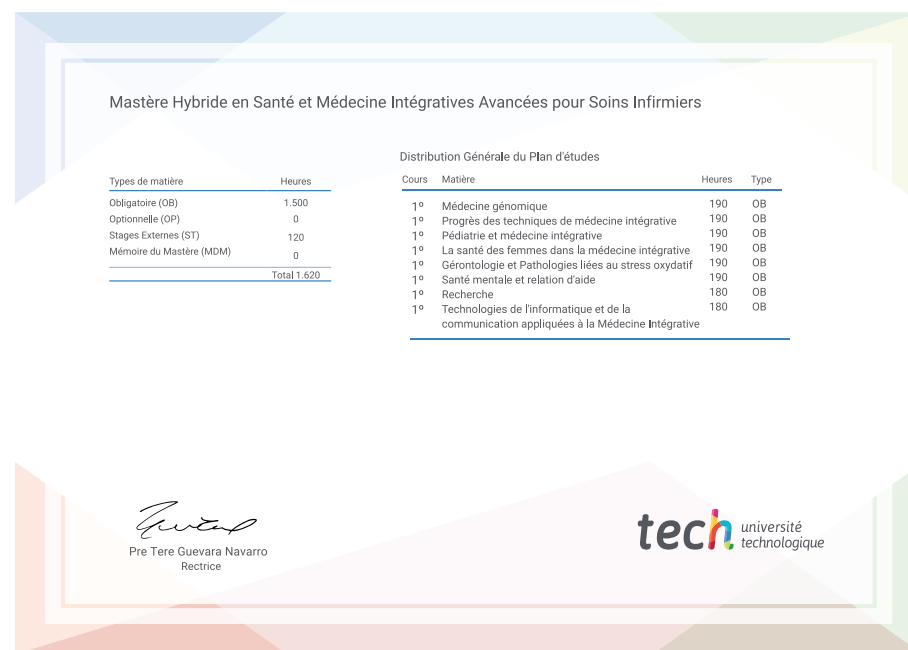 Mastère Hybride en Santé et Médecine Intégratives Avancées pour Soins Infirmiers
Types de matière Heures
Obligatoire (OB) 1.500
Optionnelle (OP) 0
Stages Externes (ST) 120
Mémoire du Mastère (MDM) 0
Total 1.620
Distribution Générale du Plan d'études
Cours Matière Heures Type
1º Médecine génomique 190 OB
1º Progrès des techniques de médecine intégrative 190 OB
1º Pédiatrie et médecine intégrative 190 OB
1º La santé des femmes dans la médecine intégrative 190 OB
1º Gérontologie et Pathologies liées au stress oxydatif 190 OB
1º Santé mentale et relation d'aide 190 OB
1º Recherche 180 OB
1º Technologies de l'informatique et de la 180 OB
communication appliquées à la Médecine Intégrative
Pre Tere Guevara Navarro
Rectrice
tech université
technologique